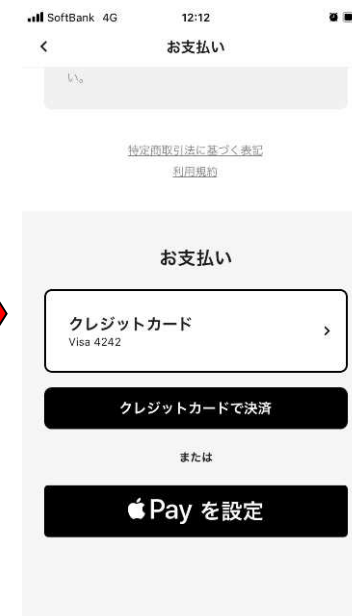 SoftBank 4G 12:12
お支払い
い。
特定商取引法に基づく表記
利用規約
お支払い
クレジットカード
Visa 4242
クレジットカードで決済
または
Pay を設定